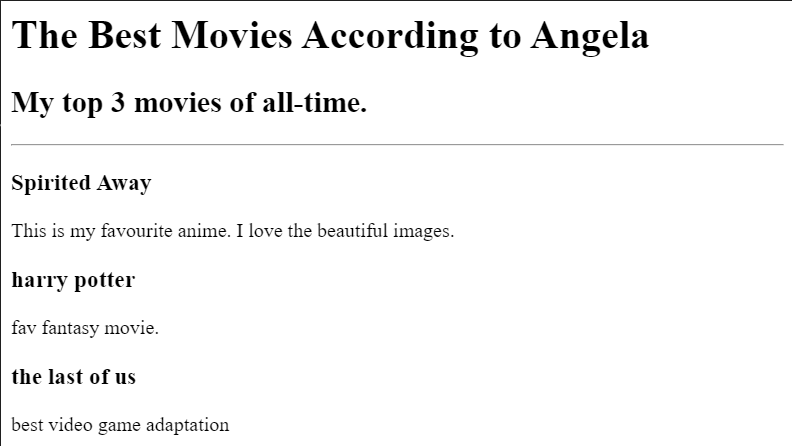 The Best Movies According to Angela
My top 3 movies of all-time.
Spirited Away
This is my favourite anime. I love the beautiful images.
harry potter
fav fantasy movie.
the last of us
best video game adaptation